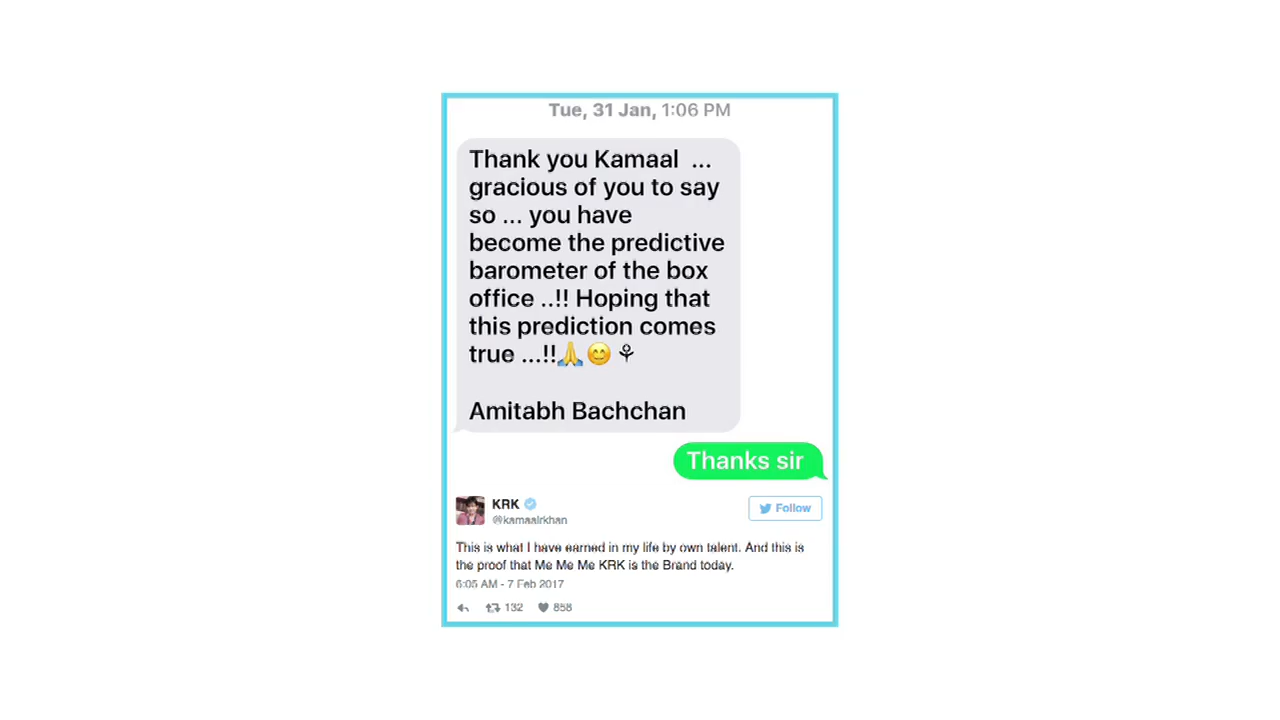 Tue, 31 Jan, 1:06 PM
Thank you Kamaal ...
gracious of you to say
so ... you have
become the predictive
barometer of the box
office ..!! Hoping that
this prediction comes
true ...!!🙏😊⚘
Amitabh Bachchan
Thanks sir
KRK
Follow
@kamaalrkhan
This is what I have earned in my life by own talent. And this is
the proof that Me Me Me KRK is the Brand today.
6:05 AM - 7 Feb 2017
132 858